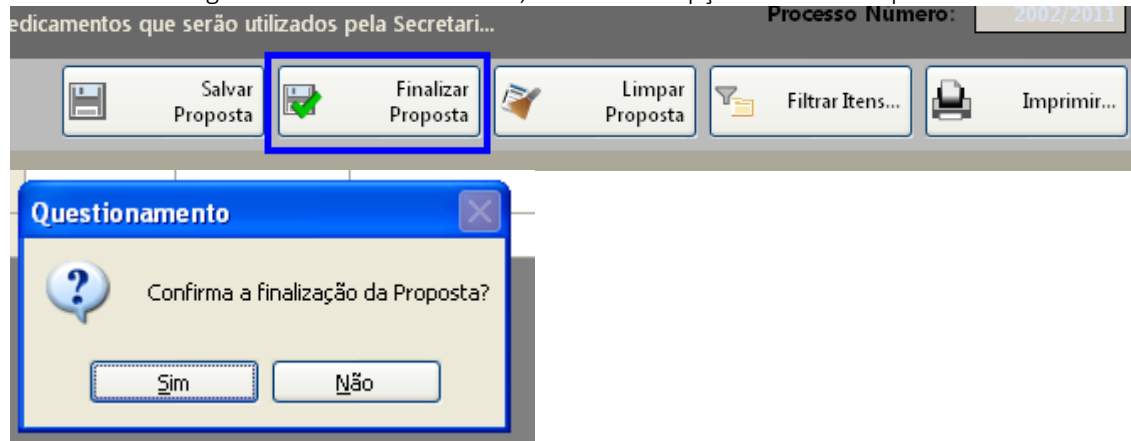 edicamentos que serão utilizados pela Secretari...
Processo Número: 2002/2011
Salvar
Proposta
Finalizar
Proposta
Limpar
Proposta
Filtrar Itens...
Imprimir...
Questionamento
Confirma a finalização da Proposta?
Sim
Não